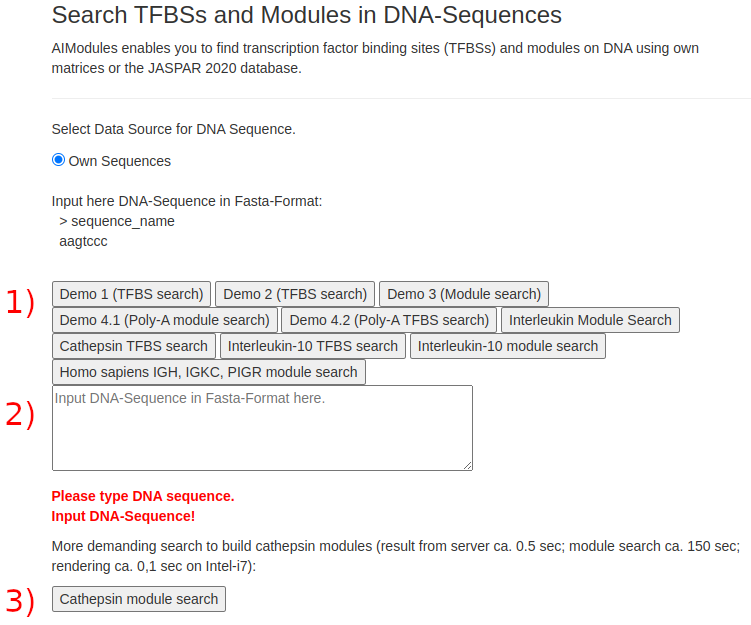 Search TFBSs and Modules in DNA-Sequences
AIModules enables you to find transcription factor binding sites (TFBSs) and modules on DNA using own
matrices or the JASPAR 2020 database.
Select Data Source for DNA Sequence.
Own Sequences
Input here DNA-Sequence in Fasta-Format:
> sequence_name
aagtccc
1) Demo 1 (TFBS search) Demo 2 (TFBS search) Demo 3 (Module search)
Demo 4.1 (Poly-A module search) Demo 4.2 (Poly-A TFBS search) Interleukin Module Search
Cathepsin TFBS search Interleukin-10 TFBS search Interleukin-10 module search
Homo sapiens IGH, IGKC, PIGR module search
2) Input DNA-Sequence in Fasta-Format here.
Please type DNA sequence.
Input DNA-Sequence!
More demanding search to build cathepsin modules (result from server ca. 0.5 sec; module search ca. 150 sec;
rendering ca. 0,1 sec on Intel-i7):
3) Cathepsin module search